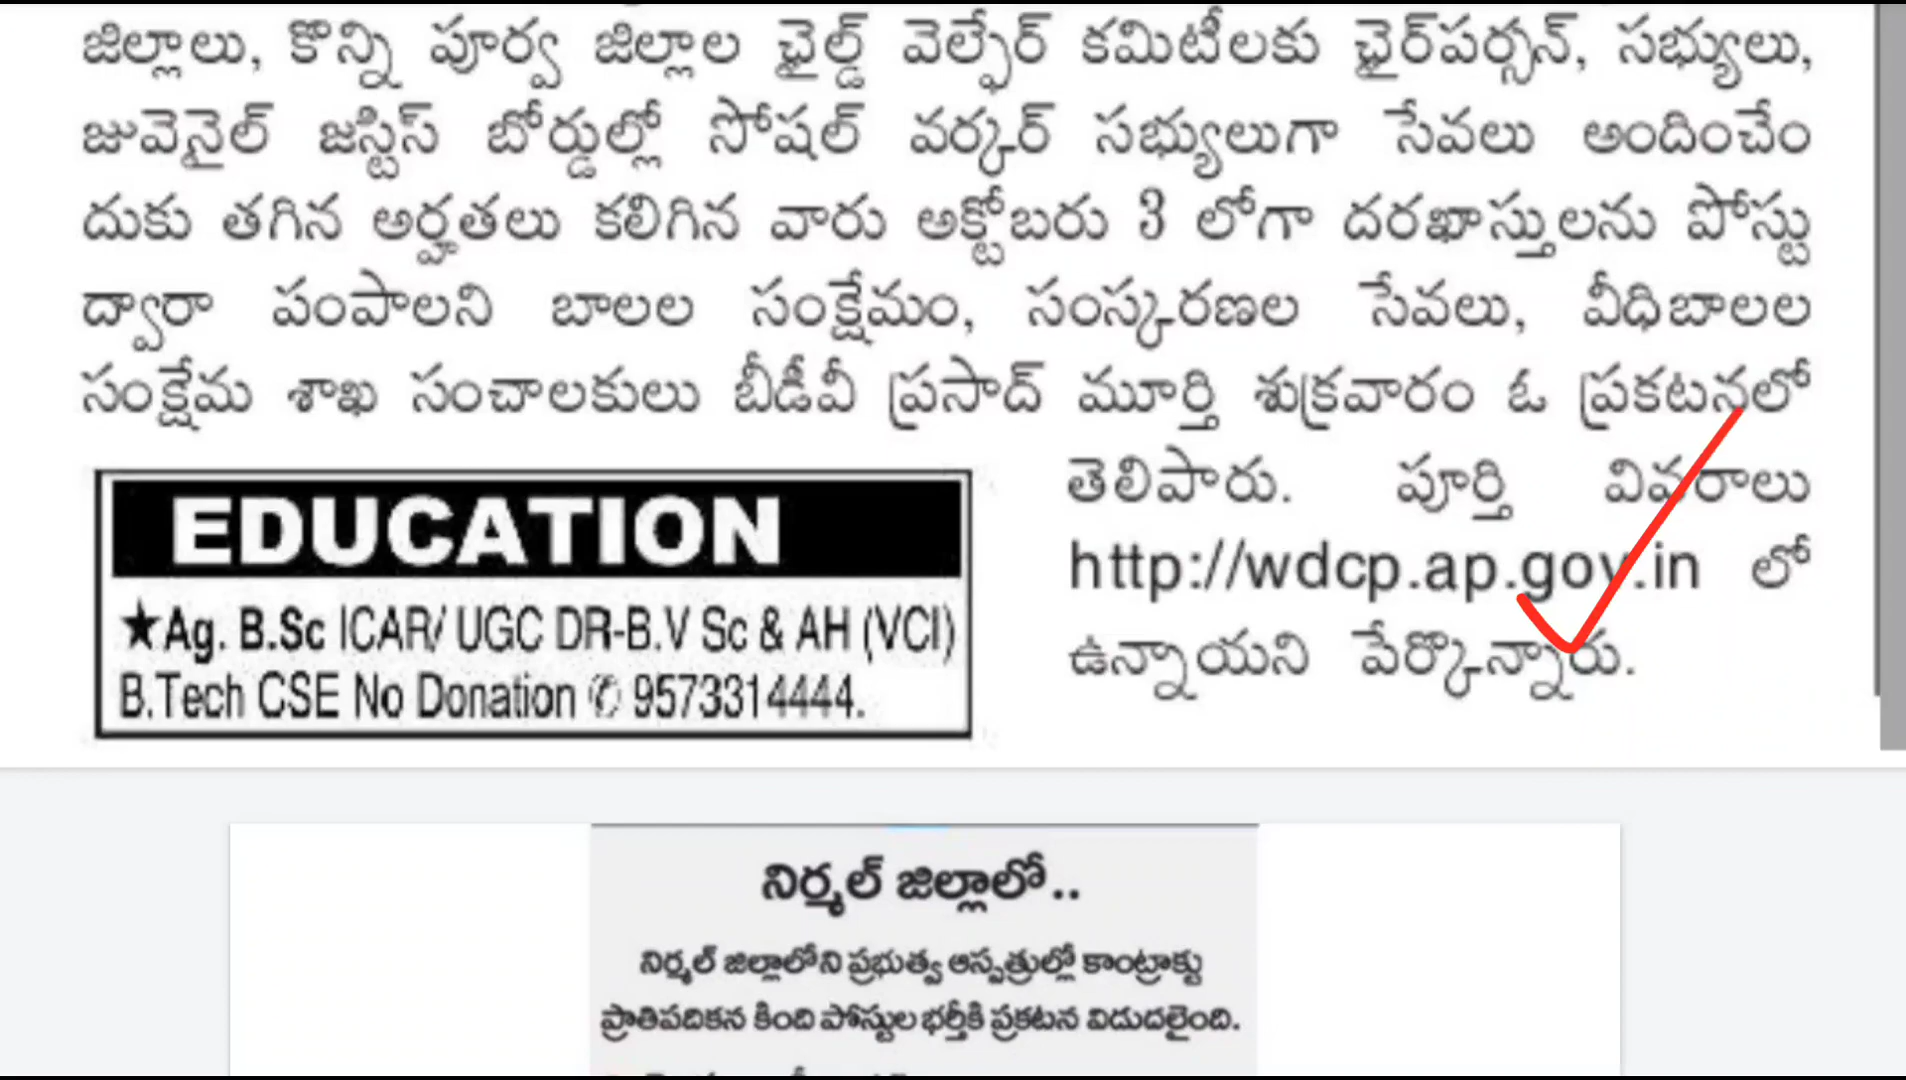 జిల్లాలు, కొన్ని పూర్వ జిల్లాల ఛైల్డ్ వెల్ఫేర్ కమిటీలకు ఛైర్‌పర్సన్, సభ్యులు,
జువెనైల్ జస్టిస్ బోర్డుల్లో సోషల్ వర్కర్ సభ్యులుగా సేవలు అందించేం
దుకు తగిన అర్హతలు కలిగిన వారు అక్టోబరు 3 లోగా దరఖాస్తులను పోస్టు
ద్వారా పంపాలని బాలల సంక్షేమం, సంస్కరణల సేవలు, వీధిబాలల
సంక్షేమ శాఖ సంచాలకులు బీడీవీ ప్రసాద్ మూర్తి శుక్రవారం ఓ ప్రకటనలో
తెలిపారు. పూర్తి వివరాలు
http://wdcp.ap.gov.in లో
ఉన్నాయని పేర్కొన్నారు.
EDUCATION
★Ag. B.Sc ICAR/ UGC DR-B.V Sc & AH (VCI)
B.Tech CSE No Donation ✆ 9573314444.
నిర్మల్ జిల్లాలో..
నిర్మల్ జిల్లాలోని ప్రభుత్వ ఆస్పత్రుల్లో కాంట్రాక్టు
ప్రాతిపదికన కింది పోస్టుల భర్తీకి ప్రకటన విడుదలైంది.